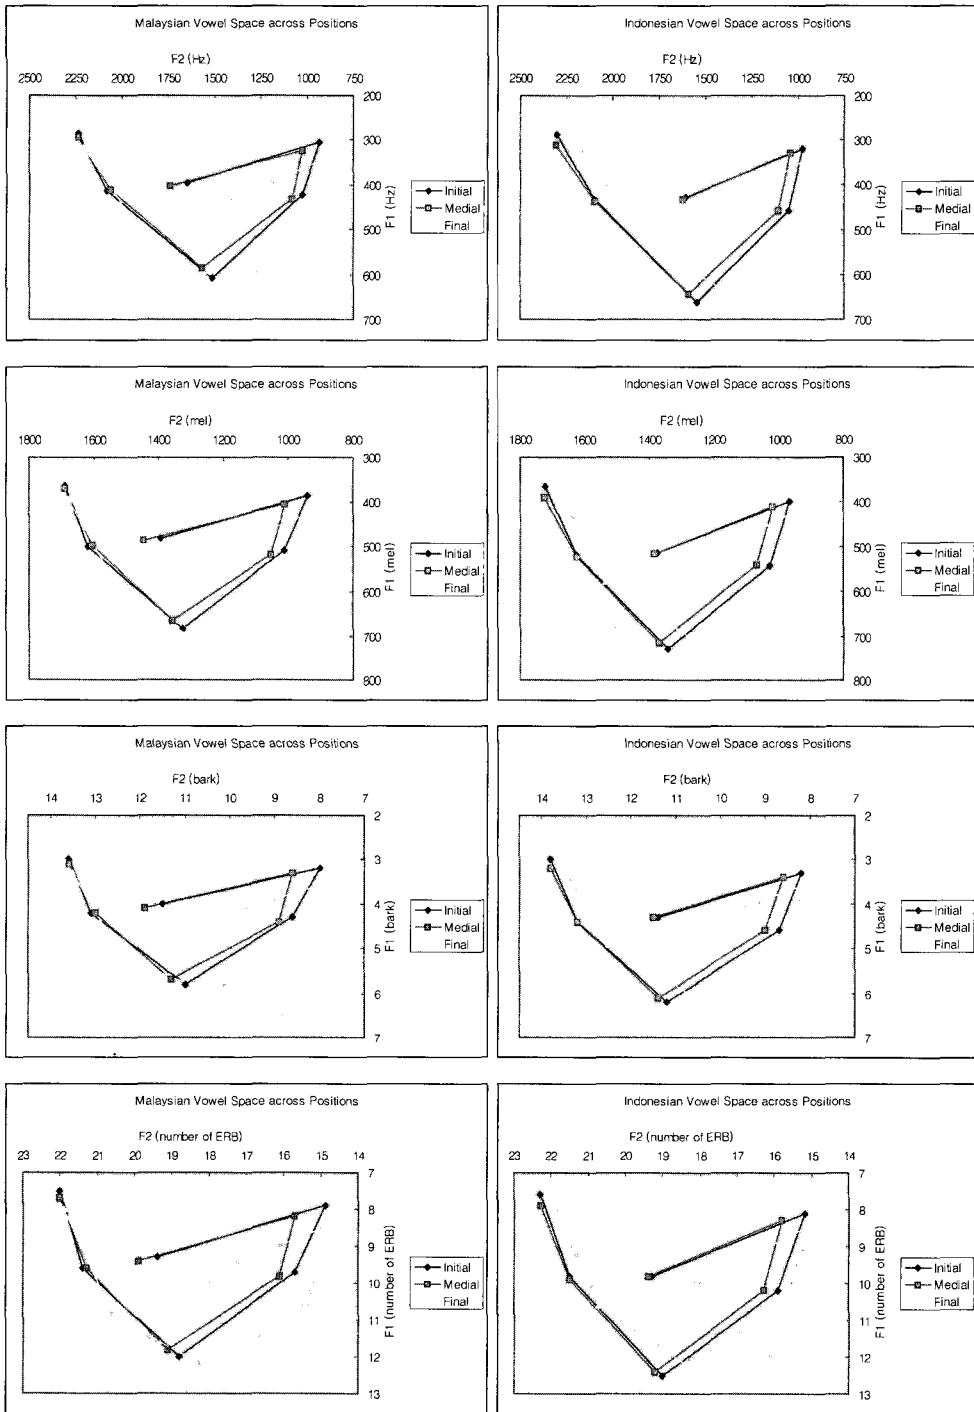 Malaysian Vowel Space across Positions
F2 (Hz)
2500 2250 2000 1750 1500 1250 1000 750
200
300
400
500
600
700
F1 (Hz)
Initial
Medial
Final
Indonesian Vowel Space across Positions
F2 (Hz)
2500 2250 2000 1750 1500 1250 1000 750
200
300
400
500
600
700
F1 (Hz)
Initial
Medial
Final
Malaysian Vowel Space across Positions
F2 (mel)
1800 1600 1400 1200 1000 800
300
400
500
600
700
800
F1 (mel)
Initial
Medial
Final
Indonesian Vowel Space across Positions
F2 (mel)
1800 1600 1400 1200 1000 800
300
400
500
600
700
800
F1 (mel)
Initial
Medial
Final
Malaysian Vowel Space across Positions
F2 (bark)
14 13 12 11 10 9 8 7
2
3
4
5
6
7
F1 (bark)
Initial
Medial
Final
Indonesian Vowel Space across Positions
F2 (bark)
14 13 12 11 10 9 8 7
2
3
4
5
6
7
F1 (bark)
Initial
Medial
Final
Malaysian Vowel Space across Positions
F2 (number of ERB)
23 22 21 20 19 18 17 16 15 14
7
8
9
10
11
12
13
F1 (number of ERB)
Initial
Medial
Final
Indonesian Vowel Space across Positions
F2 (number of ERB)
23 22 21 20 19 18 17 16 15 14
7
8
9
10
11
12
13
F1 (number of ERB)
Initial
Medial
Final